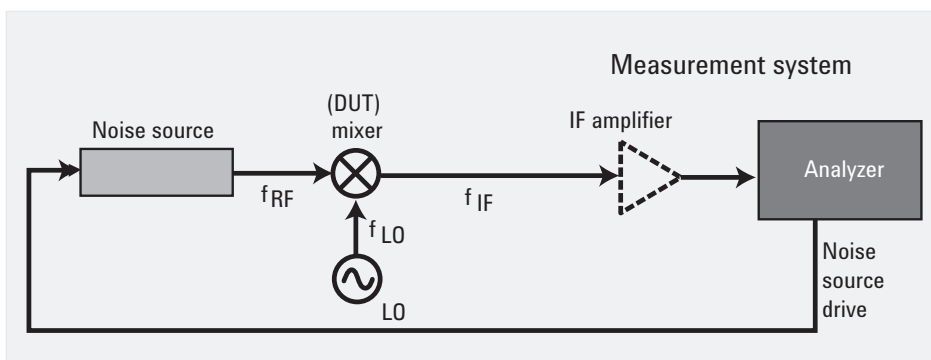 Measurement system
(DUT)
mixer
Noise source
IF amplifier
Analyzer
fRF
f IF
f LO
LO
Noise
source
drive